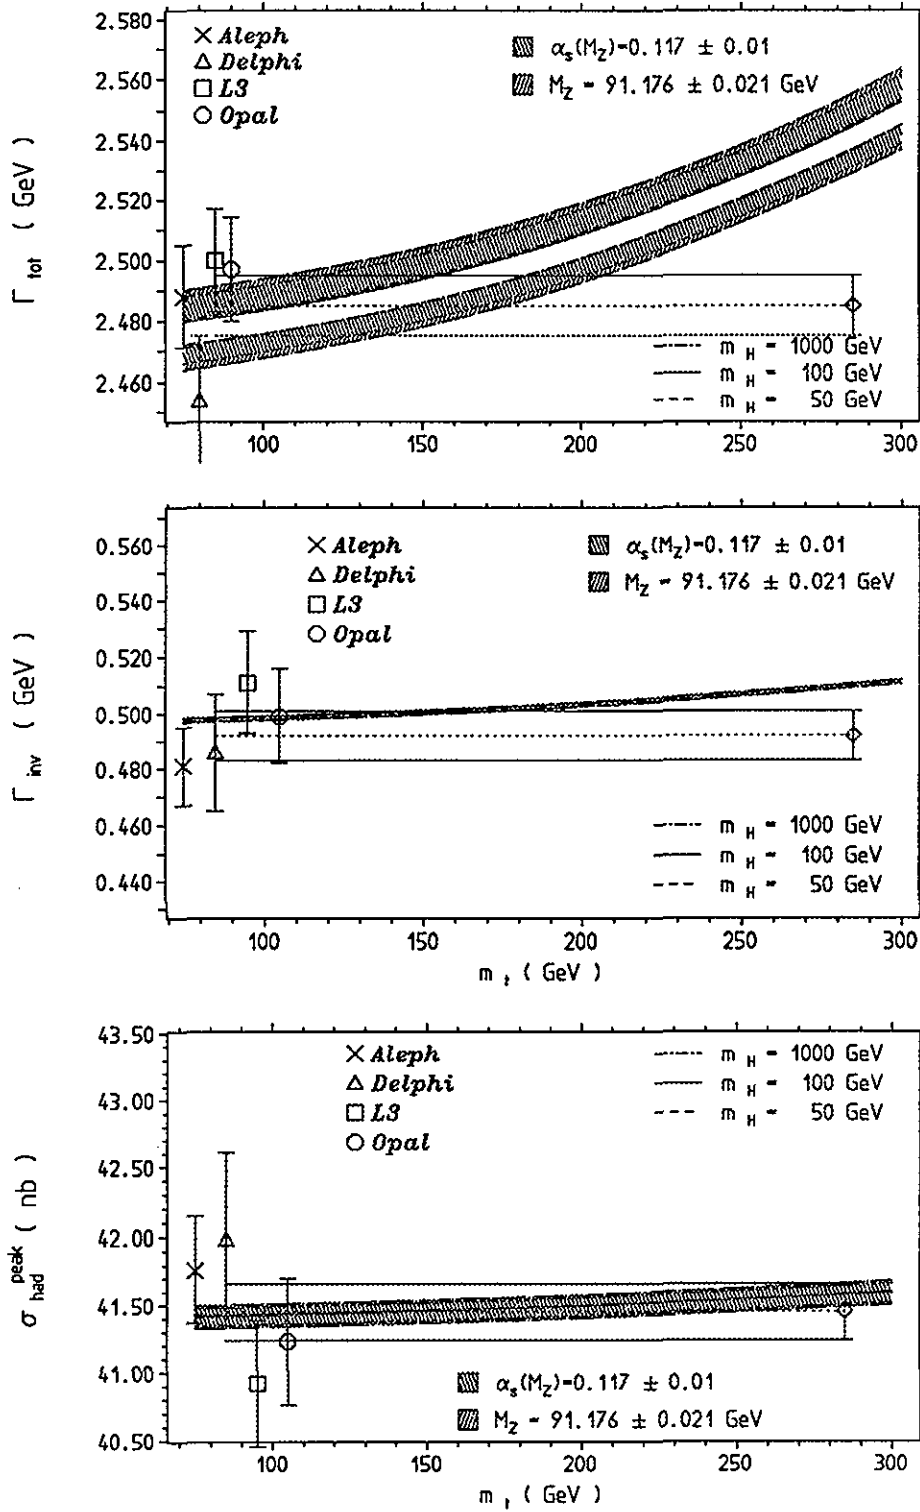 2.580
2.560
2.540
2.520
2.500
2.480
2.460
Γtot ( GeV )
× Aleph
△ Delphi
□ L3
○ Opal
αs(MZ)=0.117 ± 0.01
MZ = 91.176 ± 0.021 GeV
m H = 1000 GeV
m H = 100 GeV
m H = 50 GeV
100 150 200 250 300
0.560
0.540
0.520
0.500
0.480
0.460
0.440
Γinv ( GeV )
× Aleph
△ Delphi
□ L3
○ Opal
αs(MZ)=0.117 ± 0.01
MZ = 91.176 ± 0.021 GeV
m H = 1000 GeV
m H = 100 GeV
m H = 50 GeV
100 150 200 250 300
m t ( GeV )
43.50
43.00
42.50
42.00
41.50
41.00
40.50
σhad peak ( nb )
× Aleph
△ Delphi
□ L3
○ Opal
m H = 1000 GeV
m H = 100 GeV
m H = 50 GeV
αs(MZ)=0.117 ± 0.01
MZ = 91.176 ± 0.021 GeV
100 150 200 250 300
m t ( GeV )